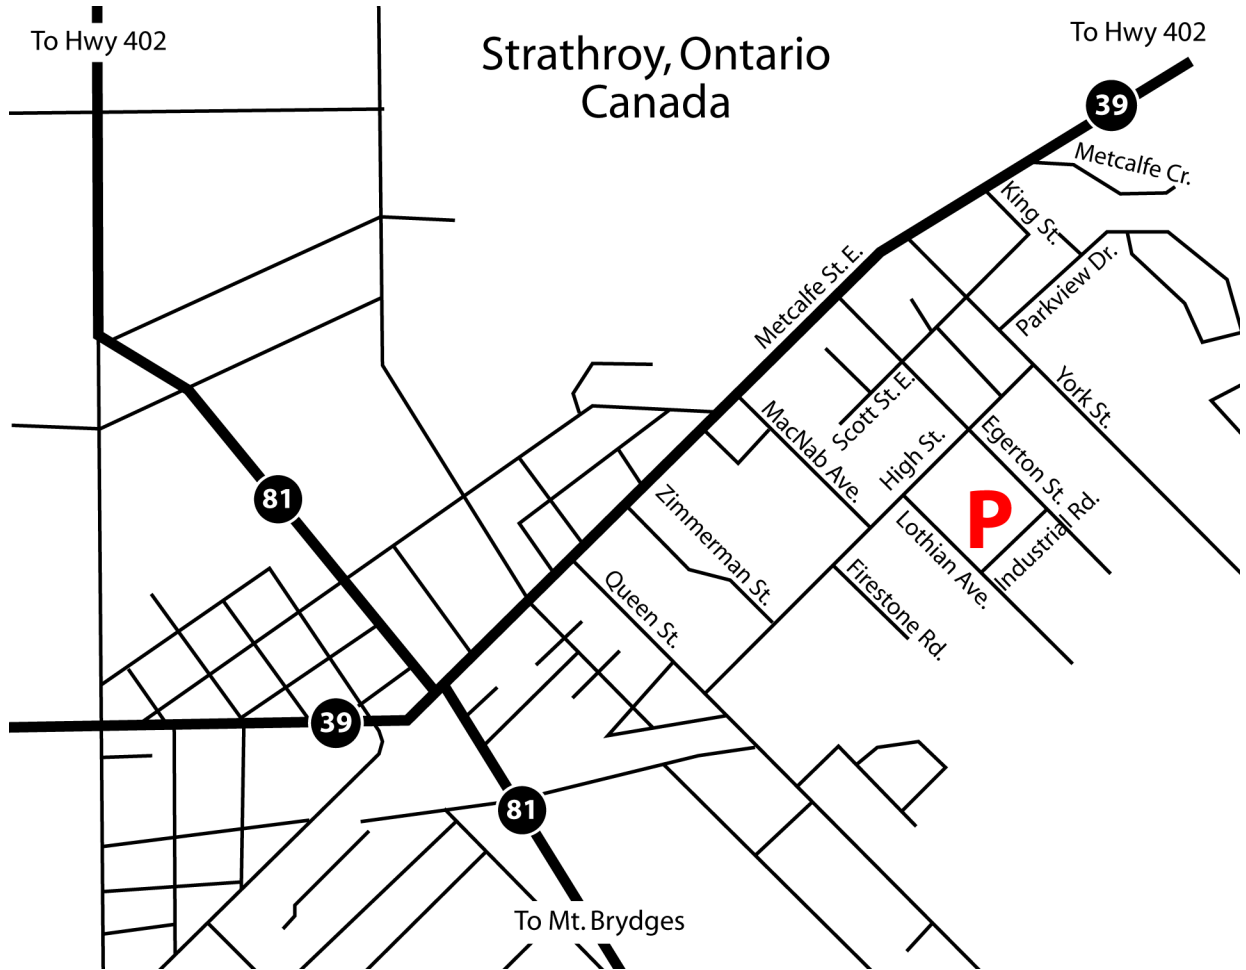 To Hwy 402
Strathroy, Ontario
Canada
To Hwy 402
39
Metcalfe Cr.
King St.
Parkview Dr.
Metcalfe St. E.
York St.
Scott St. E.
MacNab Ave.
High St.
Egerton St.
81
P
Zimmerman St.
Lothian Ave.
Industrial Rd.
Firestone Rd.
Queen St.
39
81
To Mt. Brydges